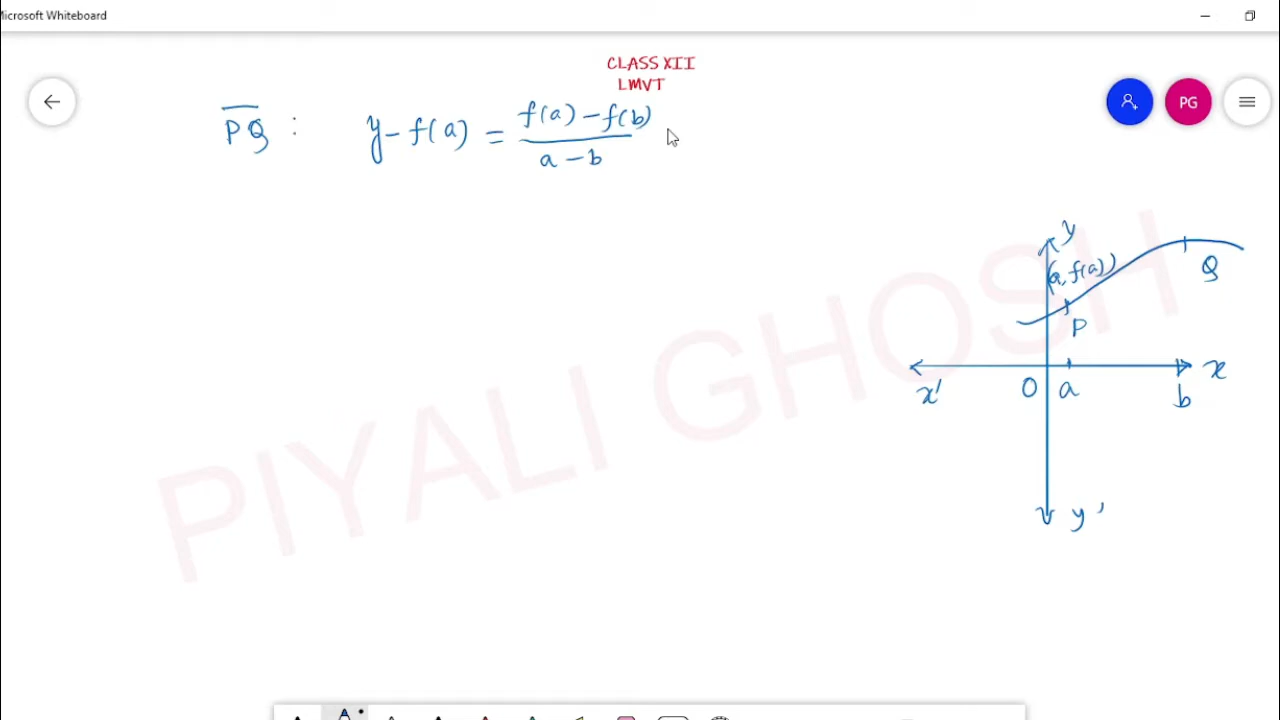 Microsoft Whiteboard
CLASS XII
LMVT
PQ : y - f(a) = f(a) - f(b) / a - b
PG
y
(a, f(a))
Q
P
x
x'
O
a
b
y'
PIYALI GHOSH